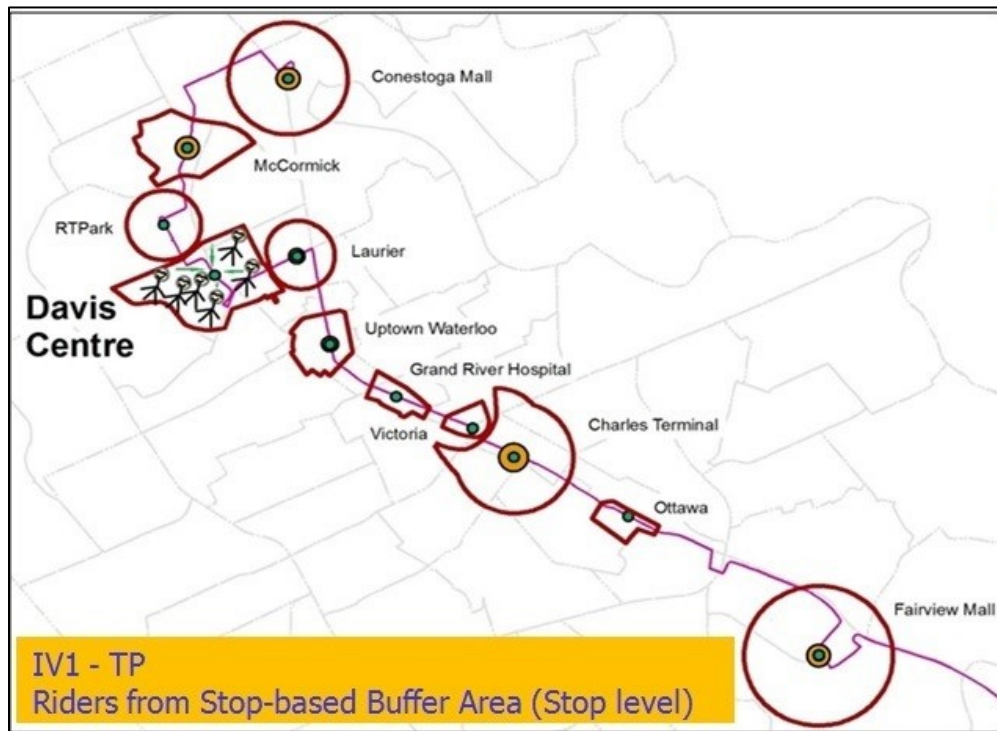 Conestoga Mall
McCormick
RTPark
Laurier
Davis
Centre
Uptown Waterloo
Grand River Hospital
Victoria
Charles Terminal
Ottawa
Fairview Mall
IV1 - TP
Riders from Stop-based Buffer Area (Stop level)